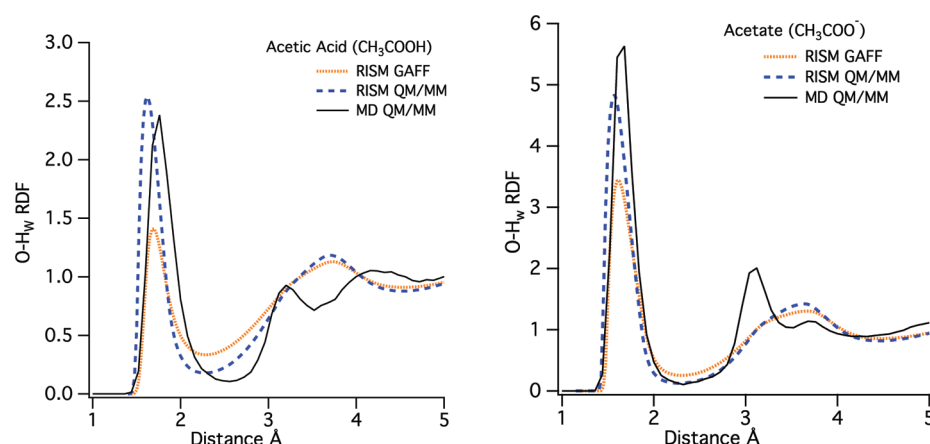 Acetic Acid (CH₃COOH)
RISM GAFF
RISM QM/MM
MD QM/MM
O-H_W RDF
3.0
2.5
2.0
1.5
1.0
0.5
0.0
1
2
3
4
5
Distance Å
Acetate (CH₃COO⁻)
RISM GAFF
RISM QM/MM
MD QM/MM
O-H_W RDF
6
5
4
3
2
1
0
1
2
3
4
5
Distance Å